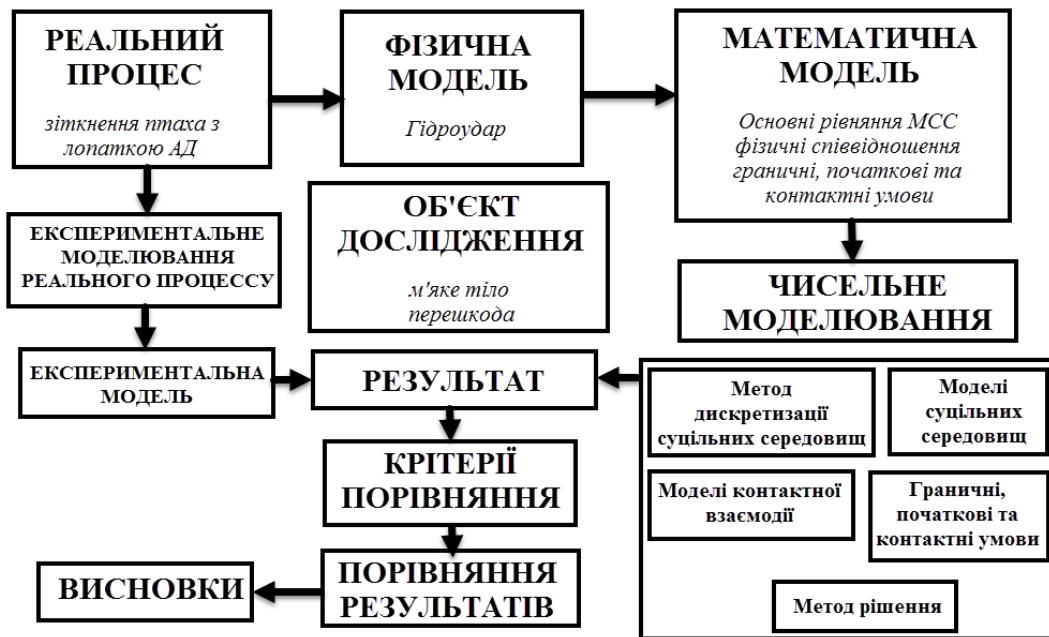 РЕАЛЬНИЙ
ПРОЦЕС
зіткнення птаха з
лопаткою АД
ФІЗИЧНА
МОДЕЛЬ
Гідроудар
МАТЕМАТИЧНА
МОДЕЛЬ
Основні рівняння МСС
фізичні співвідношення
граничні, початкові та
контактні умови
ЕКСПЕРИМЕНТАЛЬНЕ
МОДЕЛЮВАННЯ
РЕАЛЬНОГО ПРОЦЕССУ
ОБ'ЄКТ
ДОСЛІДЖЕННЯ
м'яке тіло
перешкода
ЧИСЕЛЬНЕ
МОДЕЛЮВАННЯ
ЕКСПЕРИМЕНТАЛЬНА
МОДЕЛЬ
РЕЗУЛЬТАТ
Метод
дискретизації
суцільних середовищ
Моделі
суцільних
середовищ
КРІТЕРІЇ
ПОРІВНЯННЯ
Моделі контактної
взаємодії
Граничні,
початкові та
контактні умови
ВИСНОВКИ
ПОРІВНЯННЯ
РЕЗУЛЬТАТІВ
Метод рішення